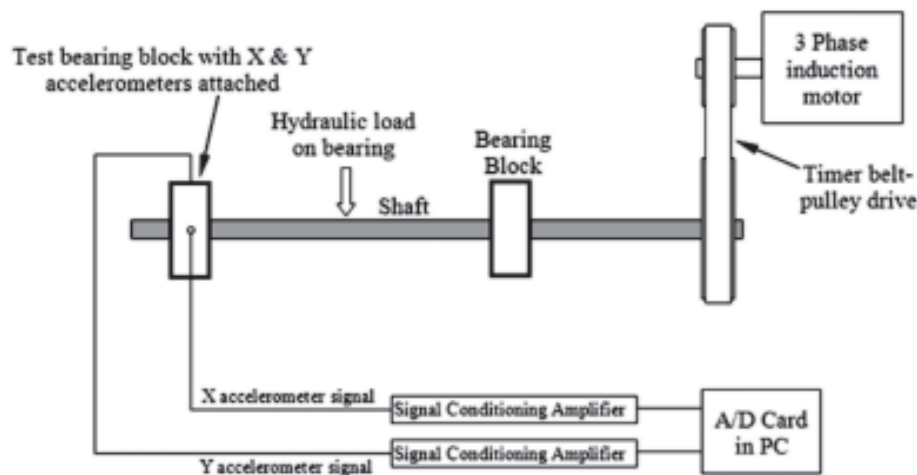 Test bearing block with X & Y
accelerometers attached
3 Phase
induction
motor
Hydraulic load
on bearing
Bearing
Block
Timer belt-
pulley drive
Shaft
X accelerometer signal
Signal Conditioning Amplifier
A/D Card
in PC
Signal Conditioning Amplifier
Y accelerometer signal